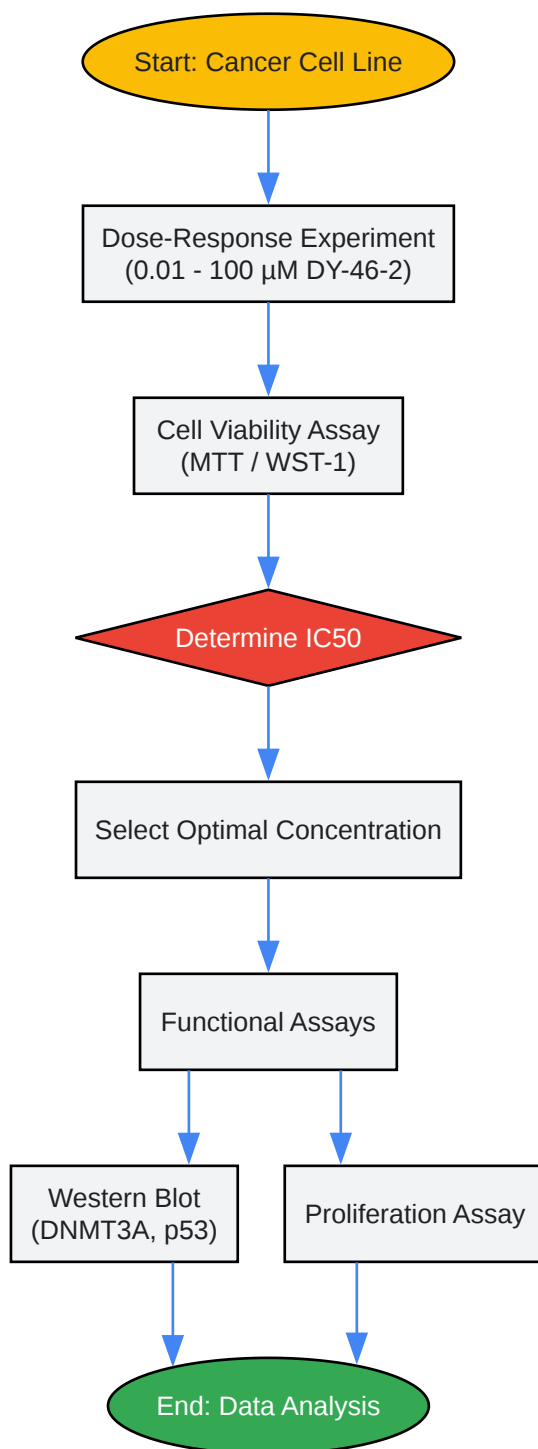 Start: Cancer Cell Line
Dose-Response Experiment
(0.01 - 100 µM DY-46-2)
Cell Viability Assay
(MTT / WST-1)
Determine IC50
Select Optimal Concentration
Functional Assays
Western Blot
(DNMT3A, p53)
Proliferation Assay
End: Data Analysis